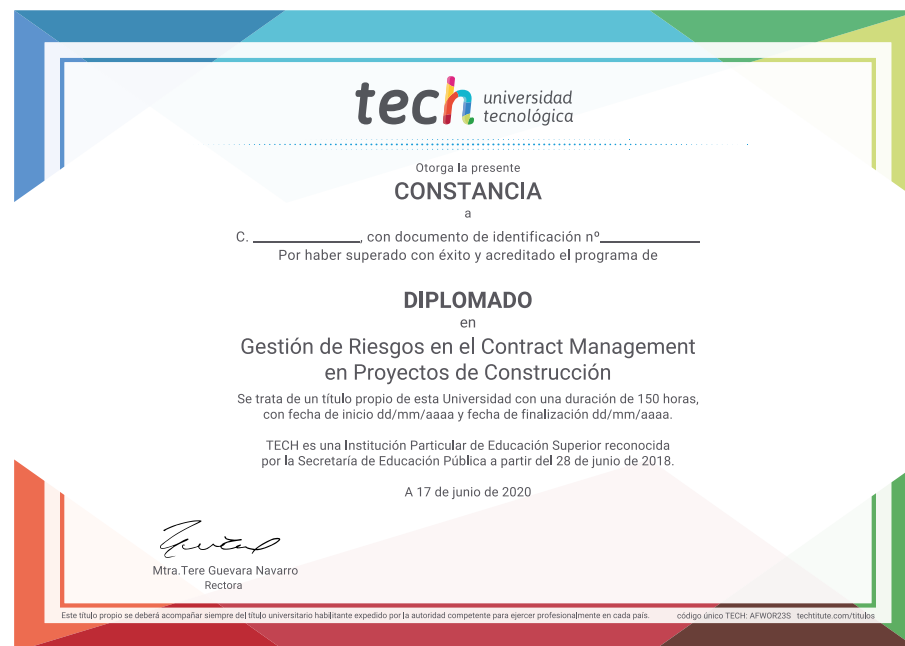 tech universidad
tecnológica
Otorga la presente
CONSTANCIA
a
C. ____________, con documento de identificación nº____________
Por haber superado con éxito y acreditado el programa de
DIPLOMADO
en
Gestión de Riesgos en el Contract Management
en Proyectos de Construcción
Se trata de un título propio de esta Universidad con una duración de 150 horas,
con fecha de inicio dd/mm/aaaa y fecha de finalización dd/mm/aaaa.
TECH es una Institución Particular de Educación Superior reconocida
por la Secretaría de Educación Pública a partir del 28 de junio de 2018.
A 17 de junio de 2020
Mtra.Tere Guevara Navarro
Rectora
Este título propio se deberá acompañar siempre del título universitario habilitante expedido por la autoridad competente para ejercer profesionalmente en cada país. código único TECH: AFWOR23S techtitute.com/titulos